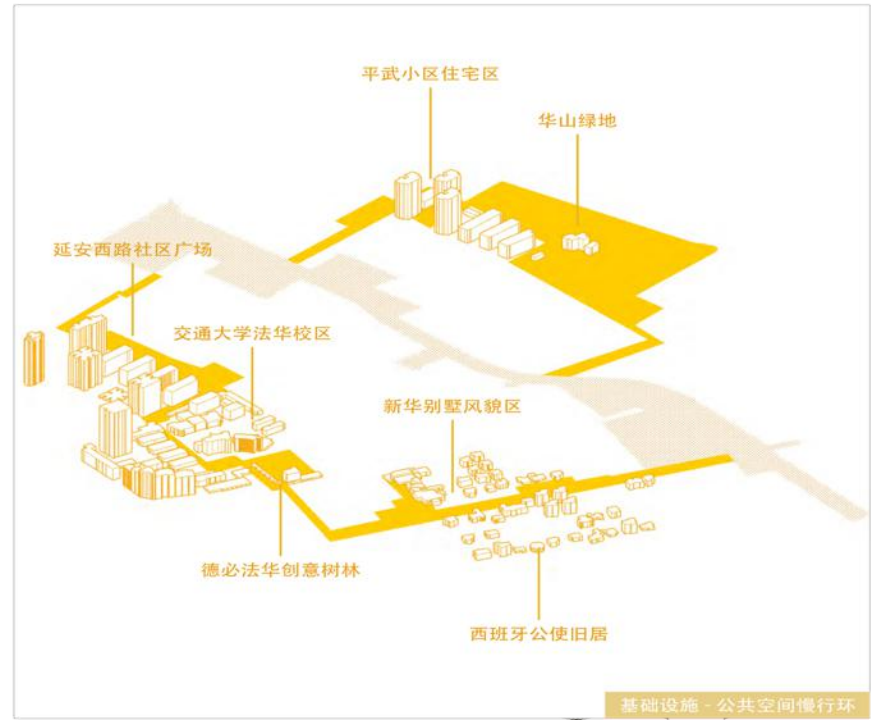 平武小区住宅区
华山绿地
延安西路社区广场
交通大学法华校区
新华别墅风貌区
德必法华创意树林
西班牙公使旧居
基础设施 - 公共空间慢行环